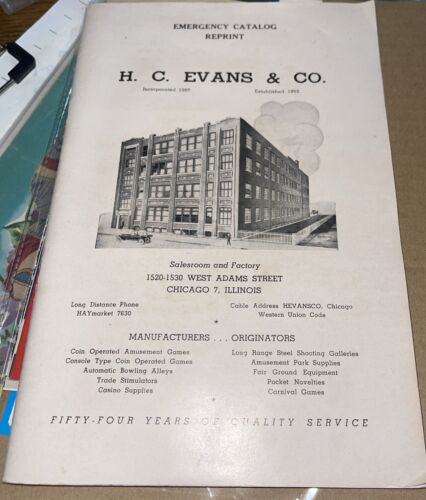 EMERGENCY CATALOG
REPRINT
H. C. EVANS & CO.
Incorporated 1907
Established 1892
Salesroom and Factory
1520-1530 WEST ADAMS STREET
CHICAGO 7, ILLINOIS
Long Distance Phone
HAYmarket 7630
Cable Address HEVANSCO, Chicago
Western Union Code
MANUFACTURERS . . . ORIGINATORS
Coin Operated Amusement Games
Console Type Coin Operated Games
Automatic Bowling Alleys
Trade Stimulators
Casino Supplies
Long Range Steel Shooting Galleries
Amusement Park Supplies
Fair Ground Equipment
Pocket Novelties
Carnival Games
FIFTY-FOUR YEARS OF QUALITY SERVICE